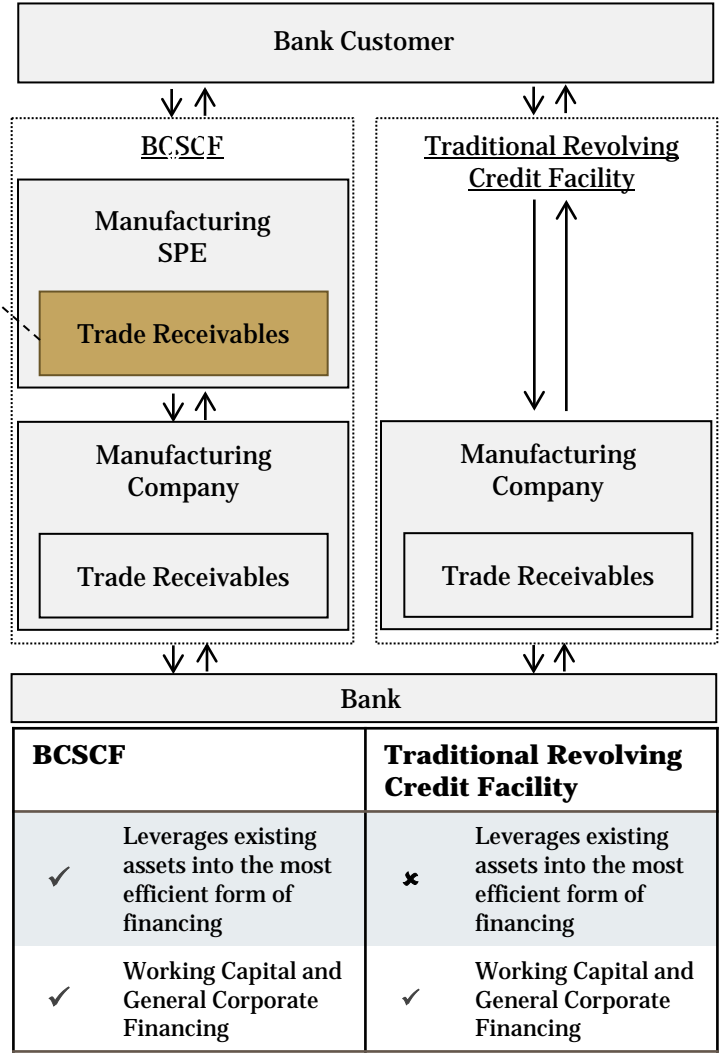 Bank Customer
BCSCF
Manufacturing
SPE
Trade Receivables
Manufacturing
Company
Trade Receivables
Traditional Revolving
Credit Facility
Manufacturing
Company
Trade Receivables
Bank
BCSCF
Traditional Revolving
Credit Facility
✓
Leverages existing
assets into the most
efficient form of
financing
×
Leverages existing
assets into the most
efficient form of
financing
✓
Working Capital and
General Corporate
Financing
✓
Working Capital and
General Corporate
Financing